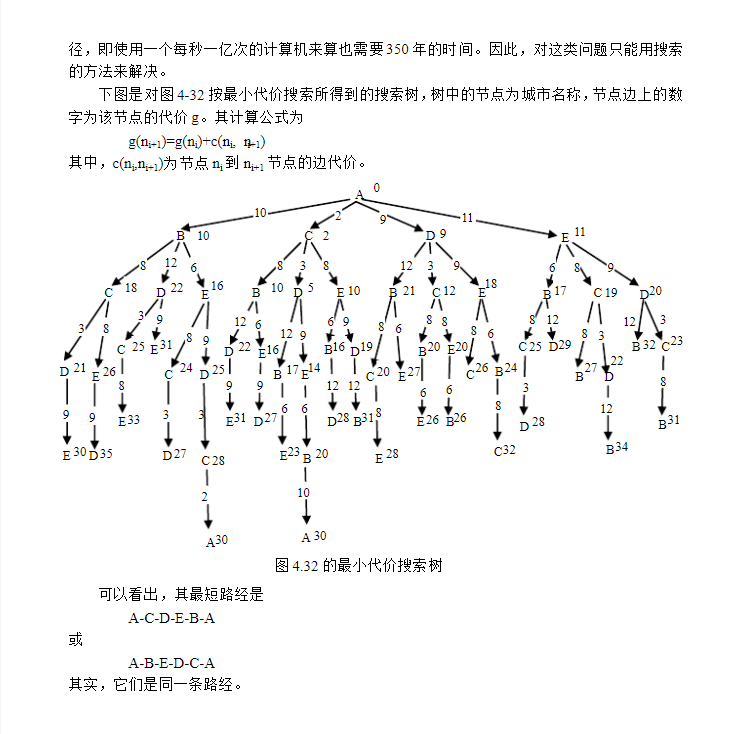 径，即使用一个每秒一亿次的计算机来算也需要350年的时间。因此，对这类问题只能用搜索
的方法来解决。
下图是对图4-32按最小代价搜索所得到的搜索树，树中的节点为城市名称，节点边上的数
字为该节点的代价g。其计算公式为
g(ni+1)=g(ni)+c(ni, ni+1)
其中，c(ni,ni+1)为节点ni到ni+1节点的边代价。
A 0
10 2 9 11
B 10 C 2 D 9 E 11
8 12 6 8 3 8 12 3 9 6 8 9
C 18 D 22 E 16 B 10 D 5 E 10 B 21 C 12 E 18 B 17 C 19 D 20
3 8 3 9 8 9 12 6 12 9 6 9 8 6 8 8 8 6 8 12 8 3 12 3
D 21 E 26 C 25 E 31 C 24 D 25 D 22 E 16 B 17 E 14 B 16 D 19 C 20 E 27 B 20 E 20 C 26 B 24 C 25 D 29 B 27 D 22 B 32 C 23
9 9 8 3 3 9 9 6 6 12 12 8 6 6 8 3 12 8
E 30 D 35 E 33 D 27 C 28 E 31 D 27 E 23 B 20 D 28 B 31 E 28 E 26 B 26 C 32 D 28 B 34 B 31
2 10
A 30 A 30
图 4.32 的最小代价搜索树
可以看出，其最短路经是
A-C-D-E-B-A
或
A-B-E-D-C-A
其实，它们是同一条路经。